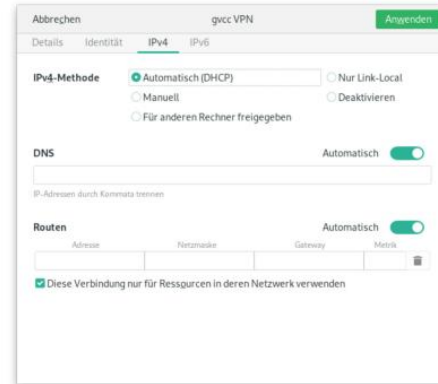 Abbrechen gvcc VPN Anwenden
Details Identität IPv4 IPv6
IPv4-Methode Automatisch (DHCP) Nur Link-Local
Manuell Deaktivieren
Für anderen Rechner freigegeben
DNS Automatisch
IP-Adressen durch Kommata trennen
Routen Automatisch
Adresse Netzmaske Gateway Metrik
Diese Verbindung nur für Ressourcen in deren Netzwerk verwenden